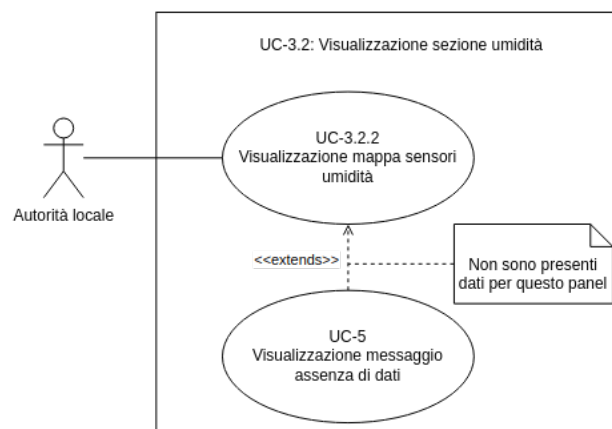 UC-3.2: Visualizzazione sezione umidità
UC-3.2.2
Visualizzazione mappa sensori
umidità
Autorità locale
<<extends>>
Non sono presenti
dati per questo panel
UC-5
Visualizzazione messaggio
assenza di dati